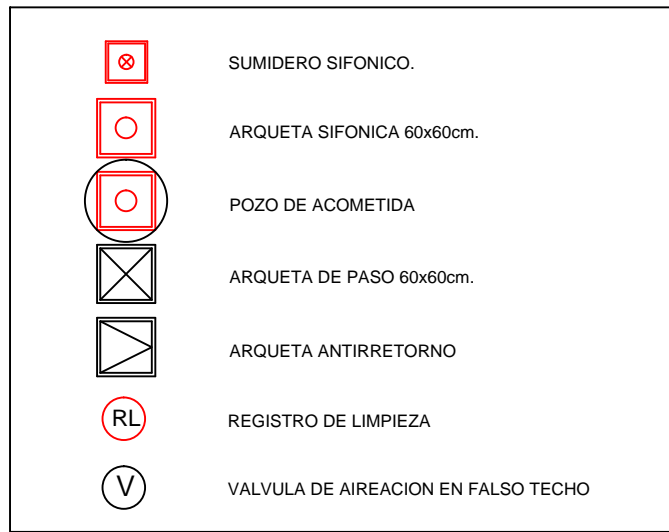 SUMIDERO SIFONICO.
ARQUETA SIFONICA 60x60cm.
POZO DE ACOMETIDA
ARQUETA DE PASO 60x60cm.
ARQUETA ANTIRRETORNO
RL REGISTRO DE LIMPIEZA
V VALVULA DE AIREACION EN FALSO TECHO